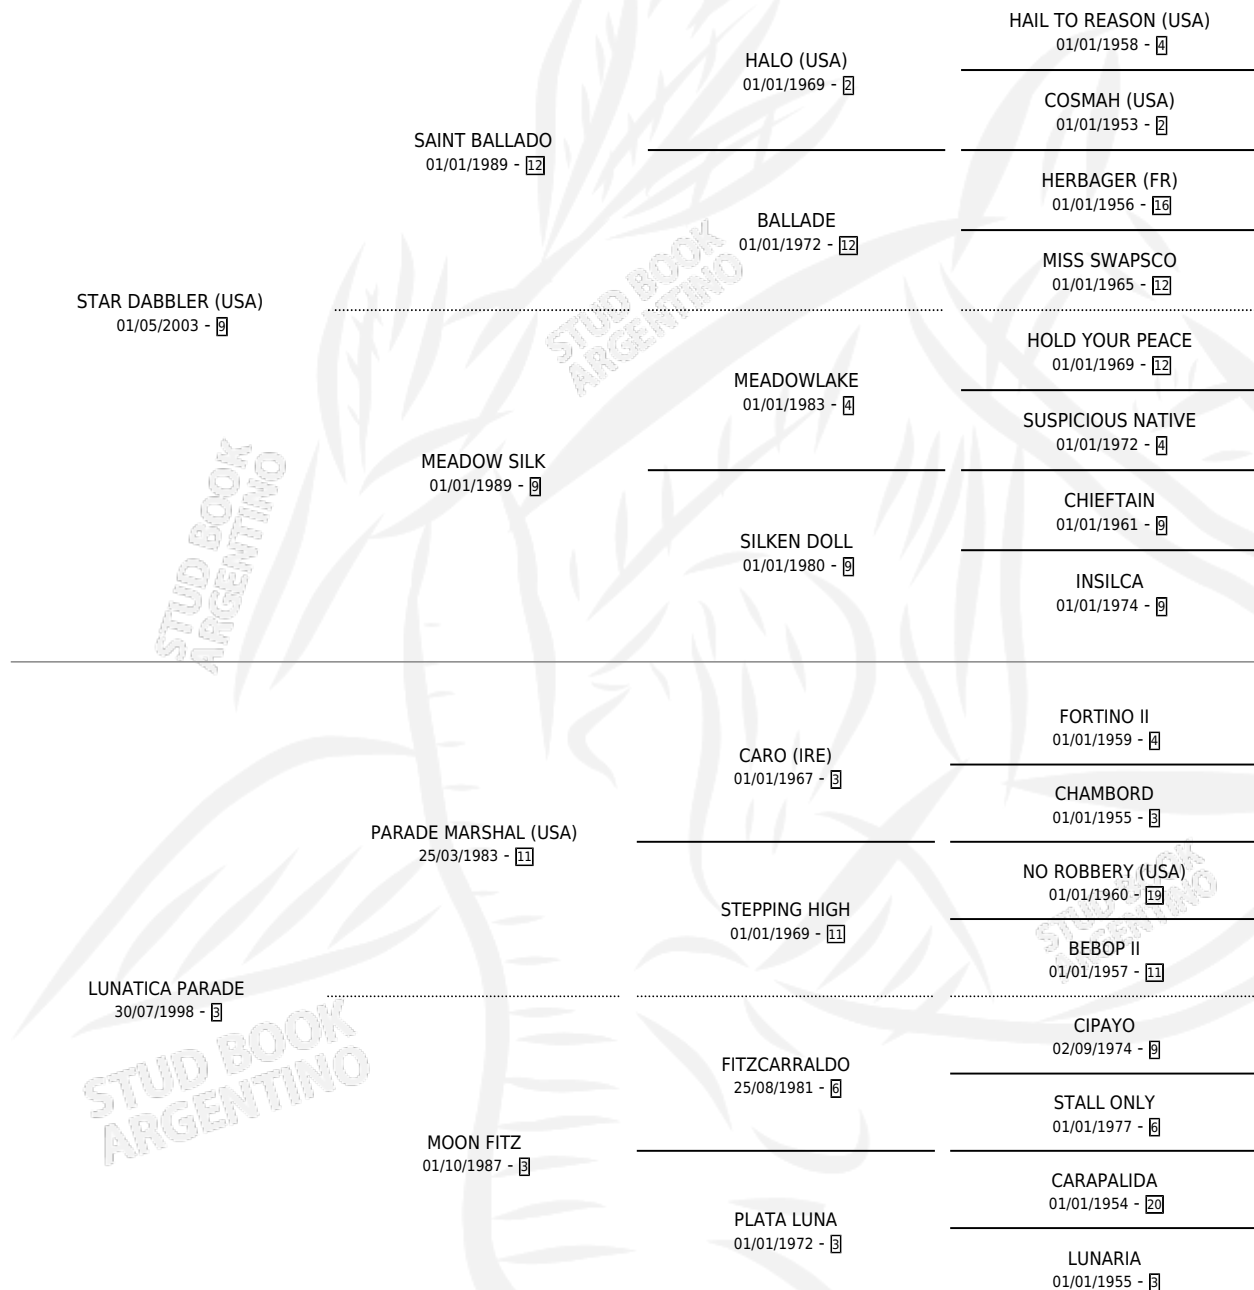 HAIL TO REASON (USA)
01/01/1958 - 4
HALO (USA)
01/01/1969 - 2
COSMAH (USA)
01/01/1953 - 2
SAINT BALLADO
01/01/1989 - 12
HERBAGER (FR)
01/01/1956 - 16
BALLADE
01/01/1972 - 12
MISS SWAPSCO
01/01/1965 - 12
STAR DABBLER (USA)
01/05/2003 - 9
HOLD YOUR PEACE
01/01/1969 - 12
MEADOWLAKE
01/01/1983 - 4
SUSPICIOUS NATIVE
01/01/1972 - 4
MEADOW SILK
01/01/1989 - 9
CHIEFTAIN
01/01/1961 - 9
SILKEN DOLL
01/01/1980 - 9
INSILCA
01/01/1974 - 9
FORTINO II
01/01/1959 - 4
CARO (IRE)
01/01/1967 - 3
CHAMBORD
01/01/1955 - 3
PARADE MARSHAL (USA)
25/03/1983 - 11
NO ROBBERY (USA)
01/01/1960 - 19
STEPPING HIGH
01/01/1969 - 11
BEBOP II
01/01/1957 - 11
LUNATICA PARADE
30/07/1998 - 3
CIPAYO
02/09/1974 - 9
FITZCARRALDO
25/08/1981 - 6
STALL ONLY
01/01/1977 - 6
MOON FITZ
01/10/1987 - 3
CARAPALIDA
01/01/1954 - 20
PLATA LUNA
01/01/1972 - 3
LUNARIA
01/01/1955 - 3
STUD BOOK
ARGENTINO
STUD BOOK
ARGENTINO
STUD BOOK
ARGENTINO
STUD BOOK
ARGENTINO